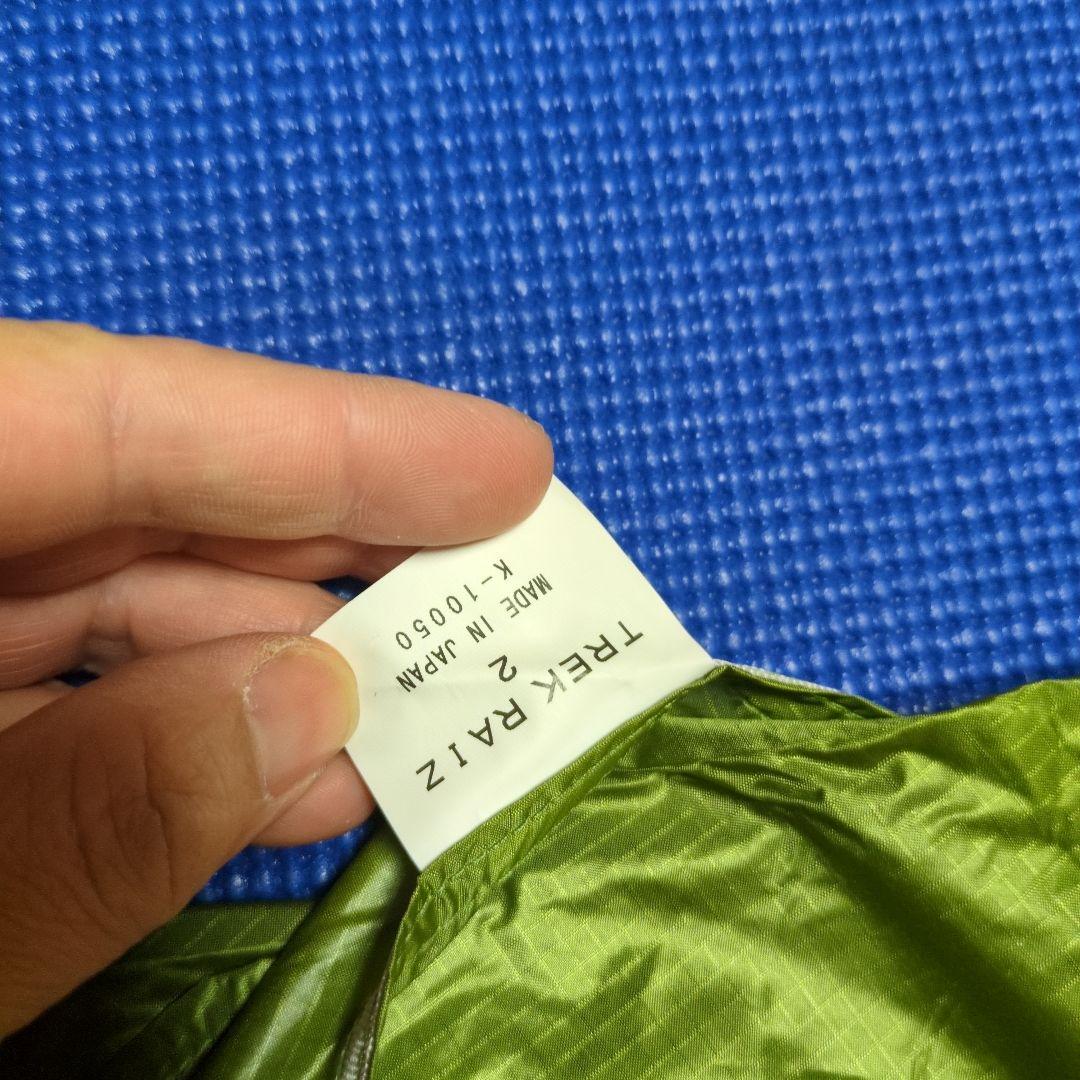 TREK RAIZ
2
MADE IN JAPAN
K-10050